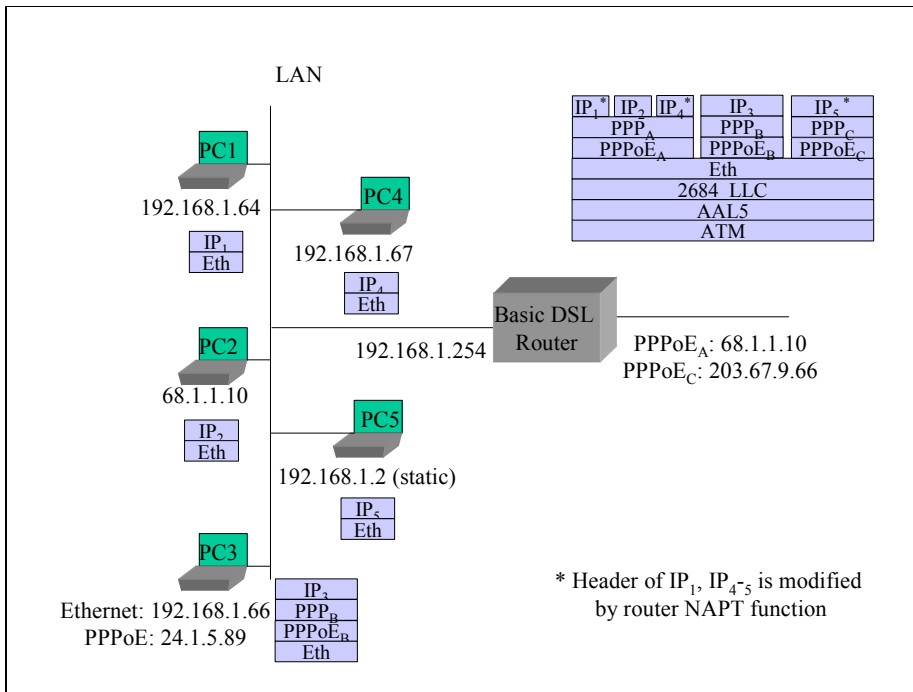 LAN
IP1* IP2 IP4* IP3 IP5*
PPPA PPPB PPPC
PPPoEA PPPoEB PPPoEC
Eth
2684 LLC
AAL5
ATM
PC1
192.168.1.64
IP1
Eth
PC4
192.168.1.67
IP4
Eth
Basic DSL
Router
192.168.1.254
PPPoEA: 68.1.1.10
PPPoEC: 203.67.9.66
PC2
68.1.1.10
IP2
Eth
PC5
192.168.1.2 (static)
IP5
Eth
PC3
Ethernet: 192.168.1.66
PPPoE: 24.1.5.89
IP3
PPPB
PPPoEB
Eth
* Header of IP1, IP4-5 is modified
by router NAPT function